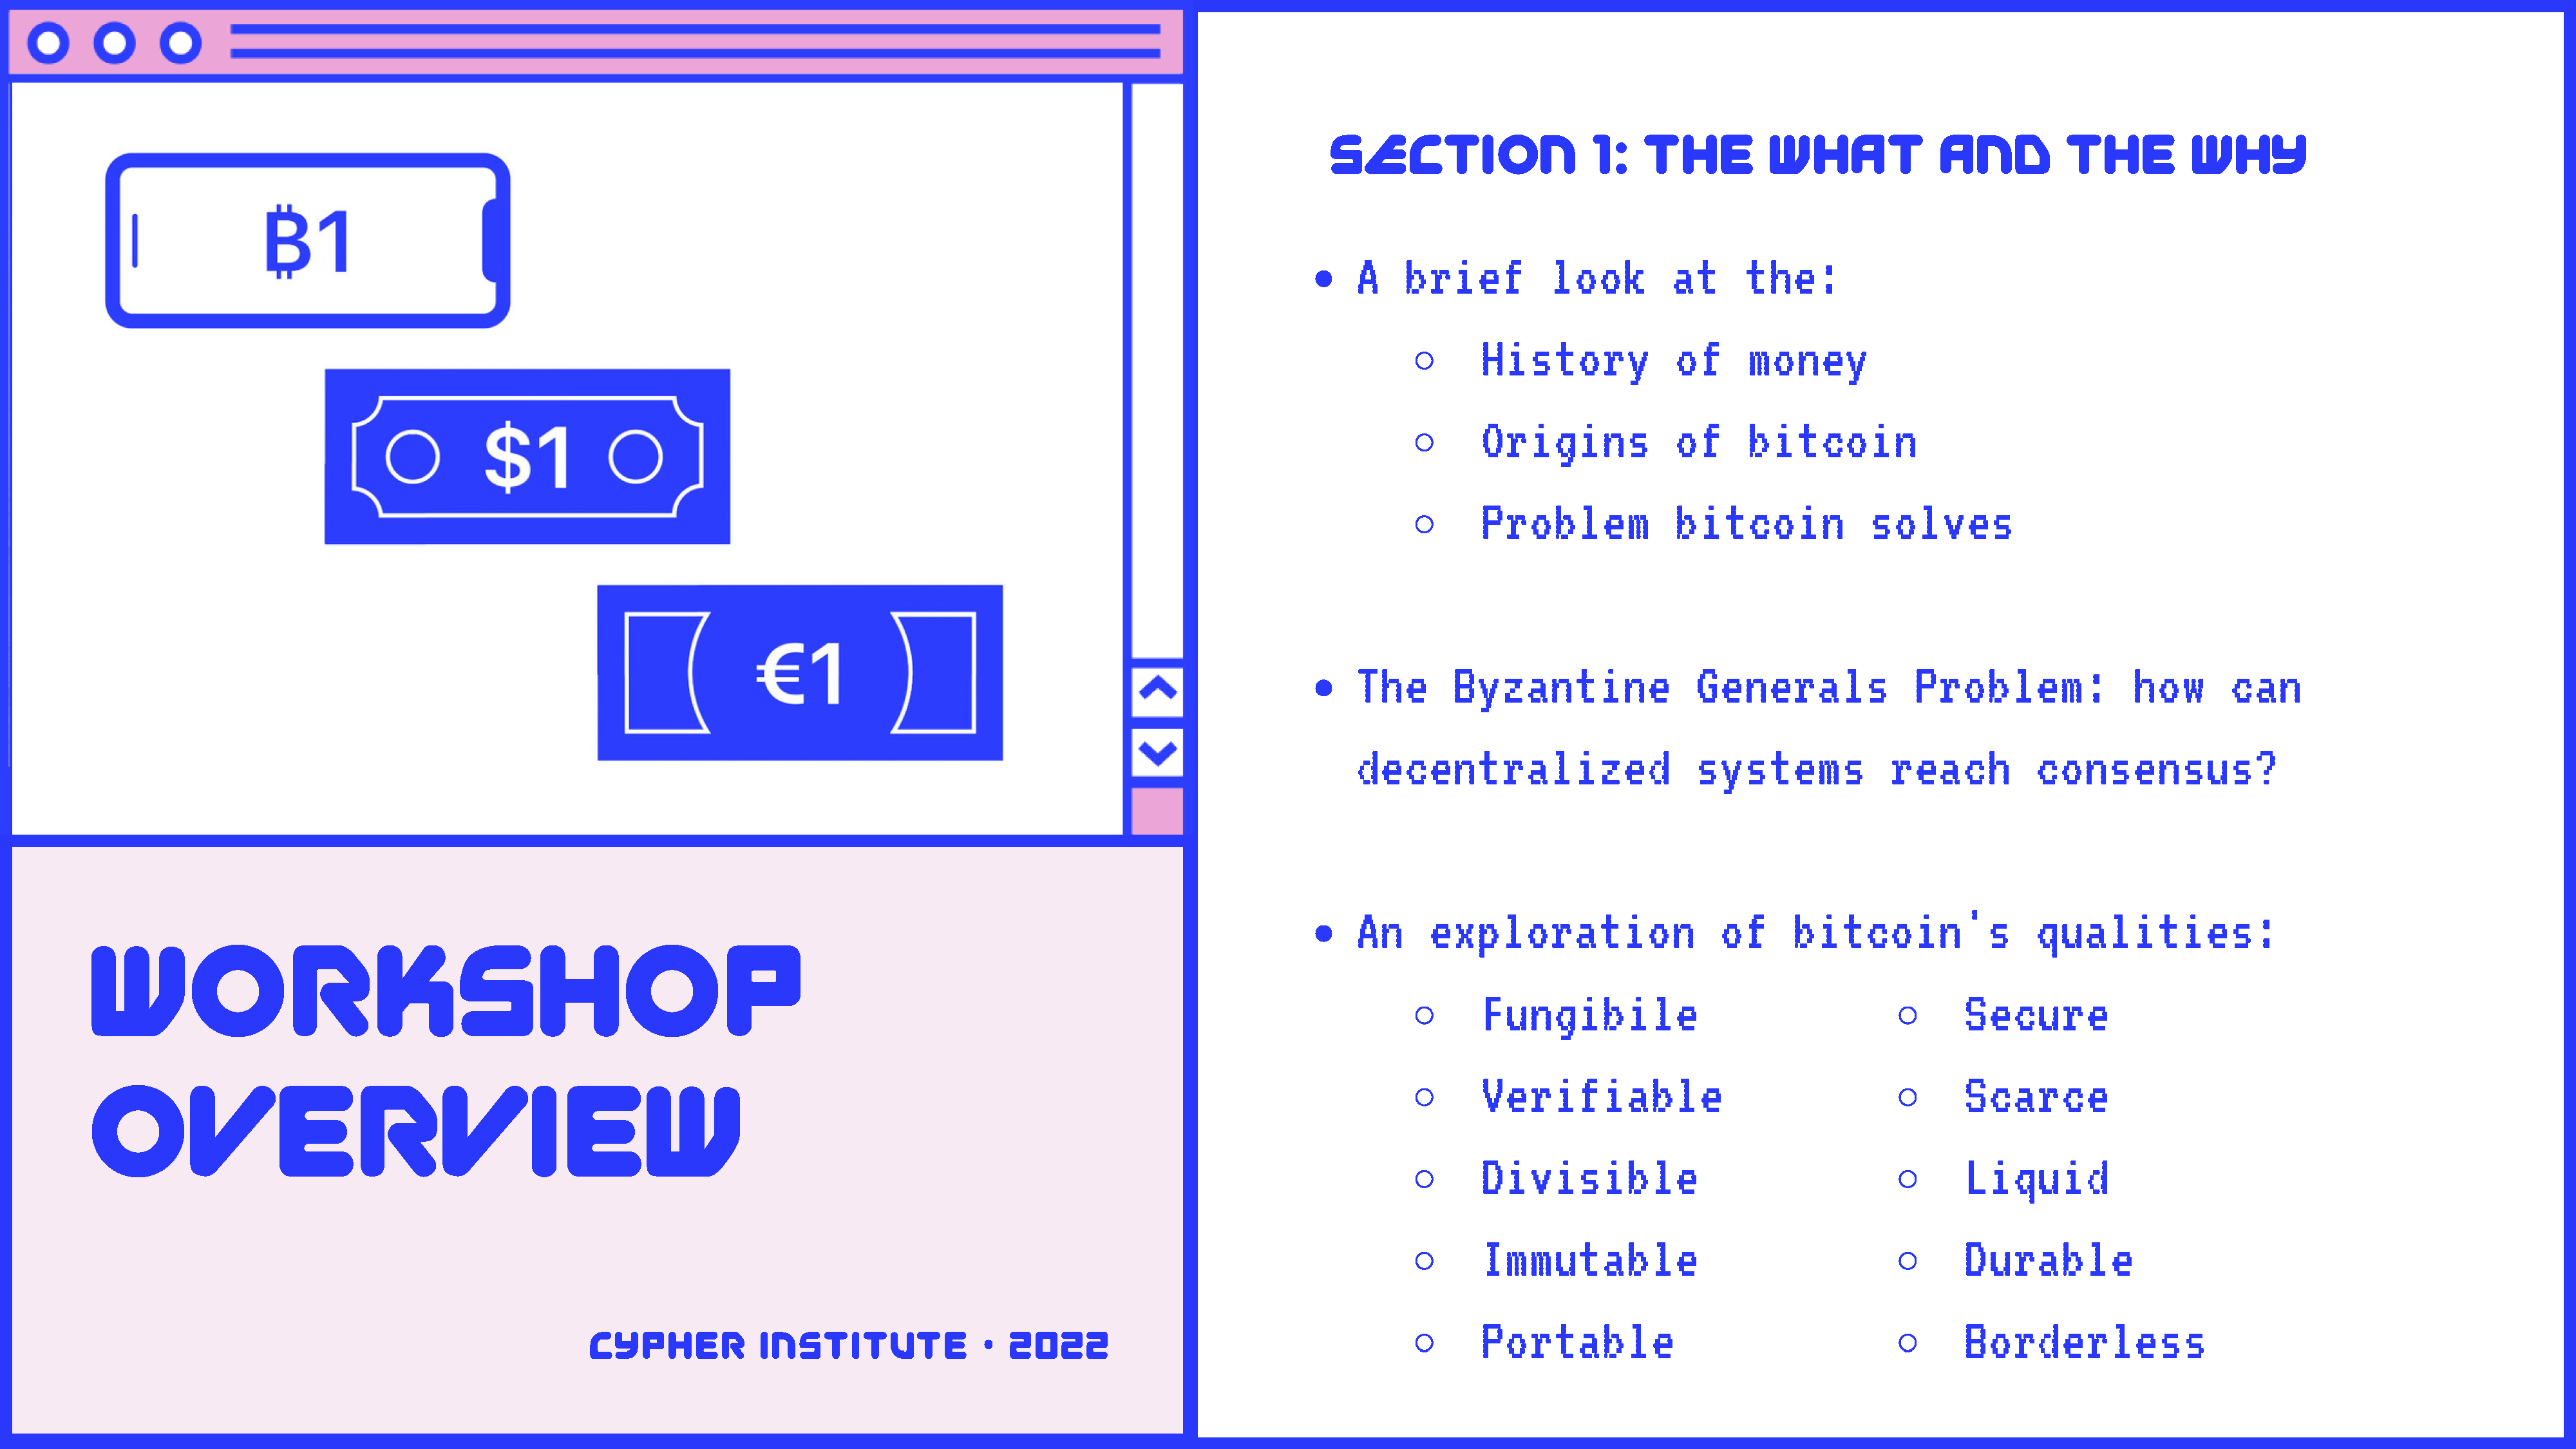 ₿1
$1
€1
WORKSHOP
OVERVIEW
CYPHER INSTITUTE · 2022
SECTION 1: THE WHAT AND THE WHY
• A brief look at the:
○ History of money
○ Origins of bitcoin
○ Problem bitcoin solves
• The Byzantine Generals Problem: how can
decentralized systems reach consensus?
• An exploration of bitcoin's qualities:
○ Fungibile
○ Verifiable
○ Divisible
○ Immutable
○ Portable
○ Secure
○ Scarce
○ Liquid
○ Durable
○ Borderless